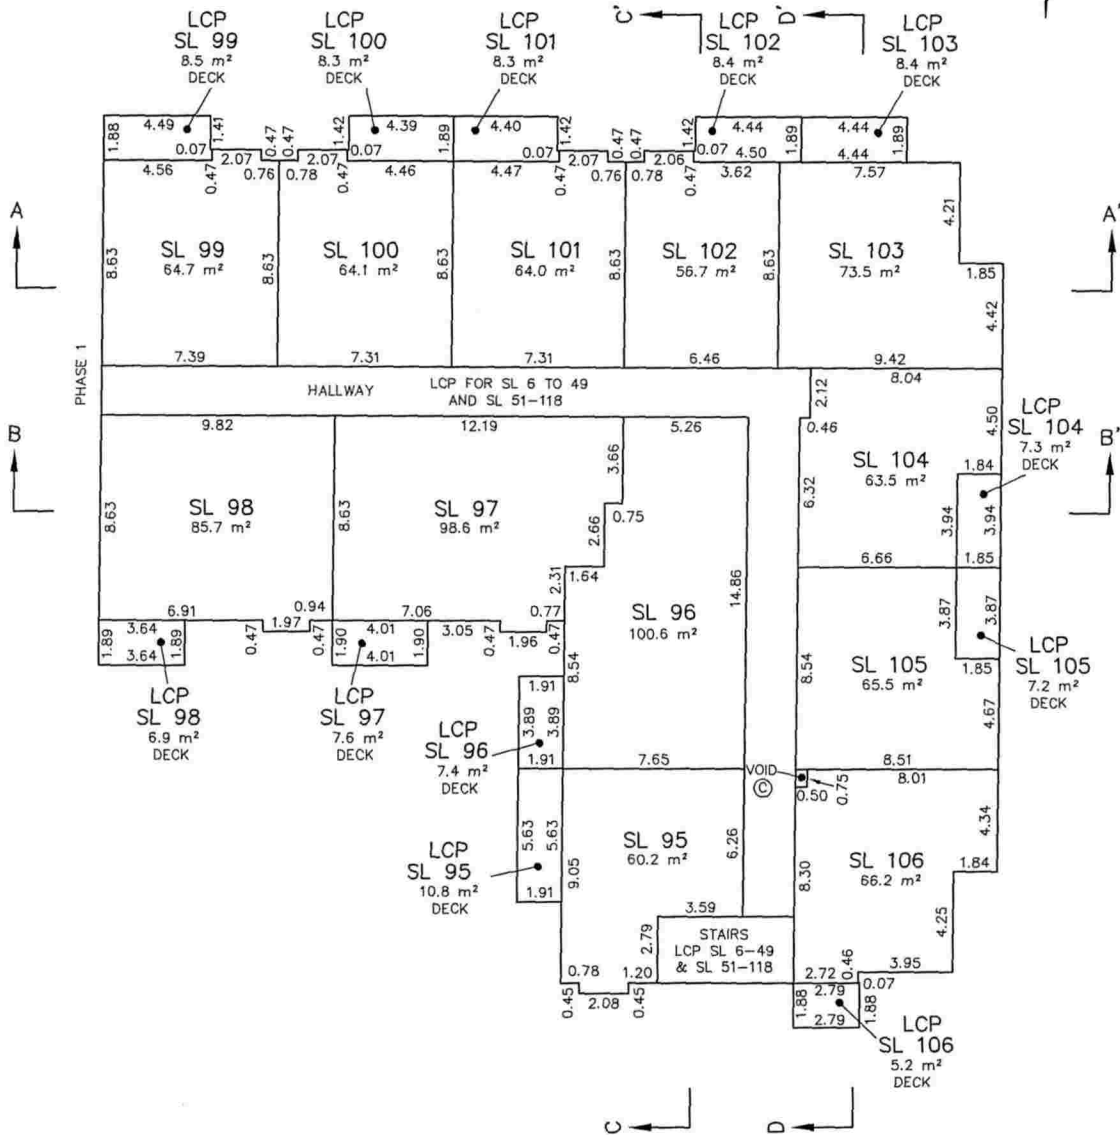 C'
D'
LCP
SL 99
8.5 m²
DECK
LCP
SL 100
8.3 m²
DECK
LCP
SL 101
8.3 m²
DECK
LCP
SL 102
8.4 m²
DECK
LCP
SL 103
8.4 m²
DECK
4.49
1.88
1.41
0.07
0.47
0.47
1.42
4.39
1.89
0.07
4.40
1.42
0.07
0.47
0.47
1.42
4.44
0.07
1.89
4.50
4.44
1.89
4.44
4.56
0.47
2.07
0.76
0.78
2.07
0.47
4.46
4.47
0.47
2.07
0.76
0.78
2.06
0.47
3.62
7.57
4.21
A
A'
SL 99
64.7 m²
SL 100
64.1 m²
SL 101
64.0 m²
SL 102
56.7 m²
SL 103
73.5 m²
8.63
8.63
8.63
8.63
8.63
1.85
4.42
7.39
7.31
7.31
6.46
9.42
PHASE 1
HALLWAY
LCP FOR SL 6 TO 49
AND SL 51-118
8.04
2.12
0.46
4.50
B
B'
9.82
12.19
5.26
3.66
SL 98
85.7 m²
SL 97
98.6 m²
8.63
8.63
0.75
2.66
1.64
2.31
6.32
SL 104
63.5 m²
1.84
3.94
3.94
LCP
SL 104
7.3 m²
DECK
6.66
1.85
6.91
0.94
7.06
0.77
3.64
1.89
1.89
3.64
0.47
1.97
0.47
1.90
4.01
1.90
4.01
3.05
0.47
1.96
0.47
8.54
SL 96
100.6 m²
14.86
8.54
SL 105
65.5 m²
3.87
3.87
1.85
4.67
LCP
SL 105
7.2 m²
DECK
LCP
SL 98
6.9 m²
DECK
LCP
SL 97
7.6 m²
DECK
LCP
SL 96
7.4 m²
DECK
1.91
3.89
3.89
1.91
7.65
VOID
C
0.50
0.75
8.51
8.01
4.34
LCP
SL 95
10.8 m²
DECK
5.63
5.63
1.91
9.05
SL 95
60.2 m²
6.26
8.30
SL 106
66.2 m²
1.84
4.25
3.59
2.79
STAIRS
LCP SL 6-49
& SL 51-118
0.78
1.20
0.45
2.08
0.45
2.72
0.46
3.95
0.07
2.79
1.88
1.88
2.79
LCP
SL 106
5.2 m²
DECK
C
D